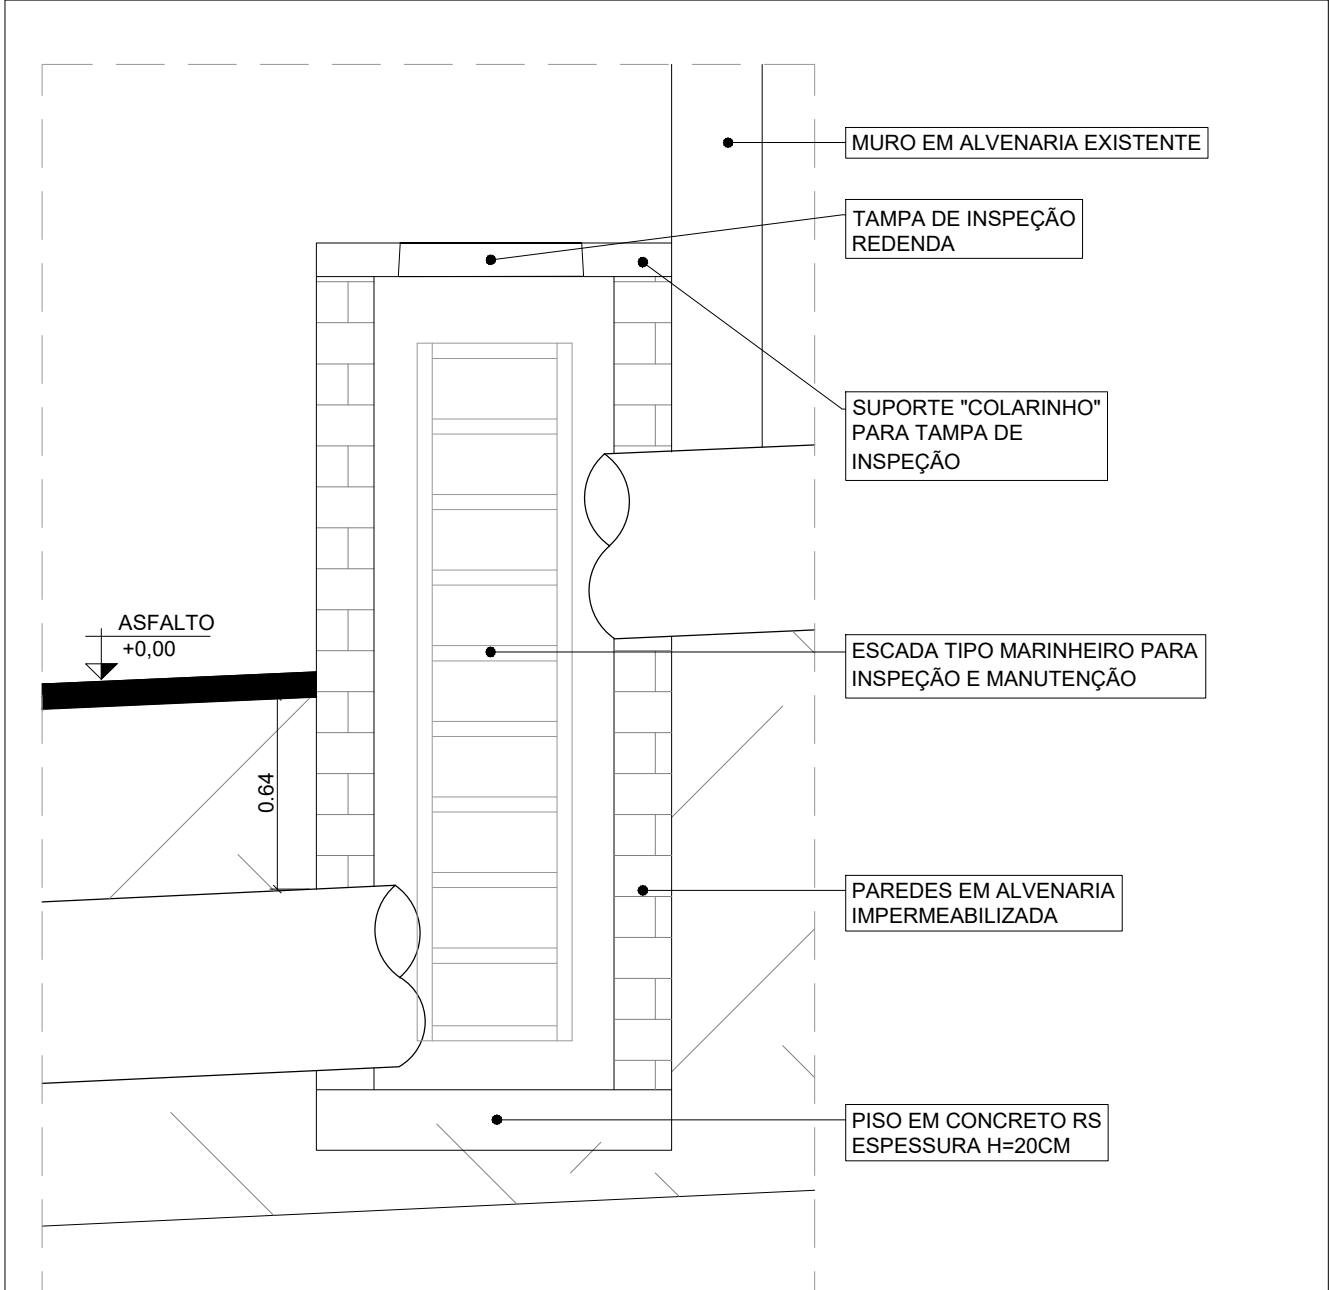 MURO EM ALVENARIA EXISTENTE
TAMPA DE INSPEÇÃO
REDENDA
SUPORTE "COLARINHO"
PARA TAMPA DE
INSPEÇÃO
ASFALTO
+0,00
ESCADA TIPO MARINHEIRO PARA
INSPEÇÃO E MANUTENÇÃO
0.64
PAREDES EM ALVENARIA
IMPERMEABILIZADA
PISO EM CONCRETO RS
ESPESSURA H=20CM